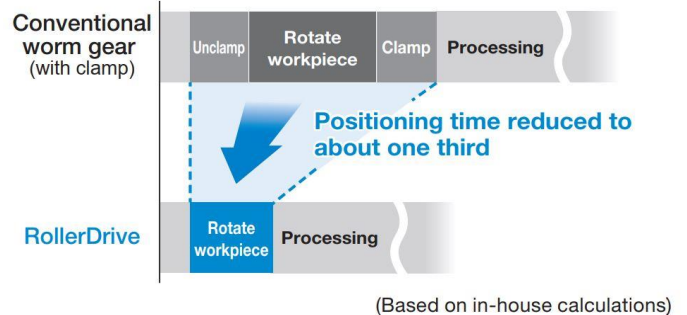 Conventional
worm gear
(with clamp)
Unclamp
Rotate
workpiece
Clamp
Processing
Positioning time reduced to
about one third
RollerDrive
Rotate
workpiece
Processing
(Based on in-house calculations)